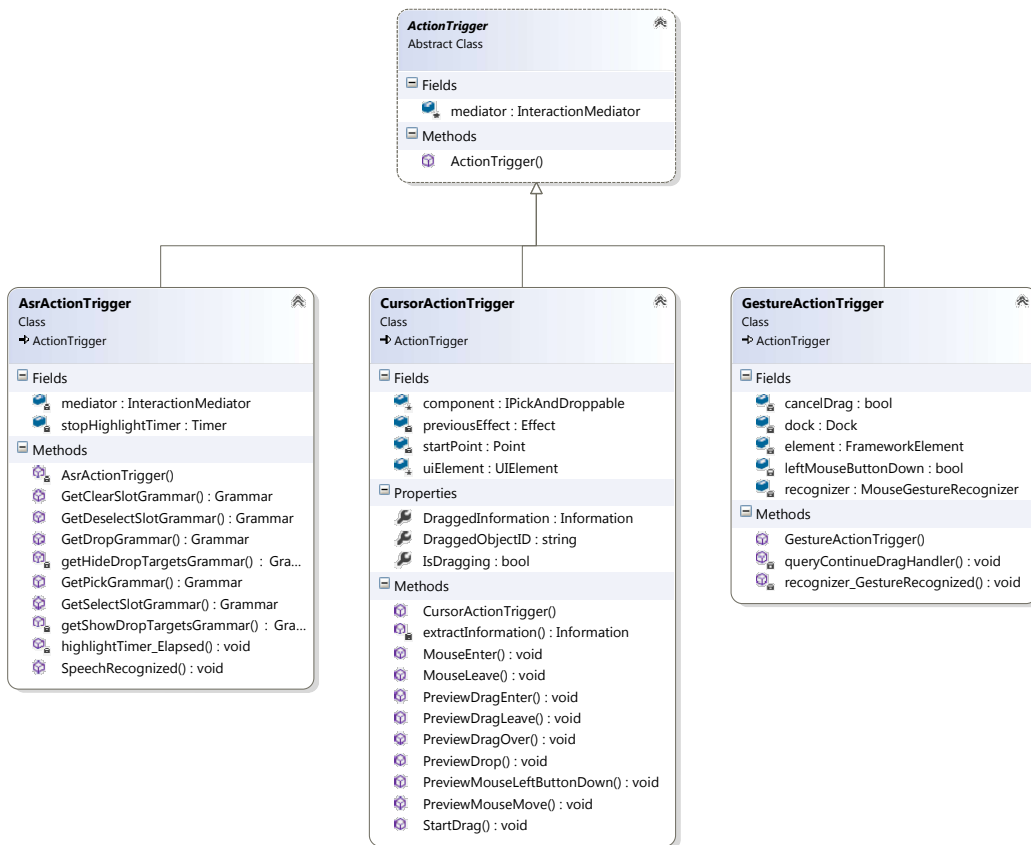 ActionTrigger
Abstract Class
Fields
mediator : InteractionMediator
Methods
ActionTrigger()
AsrActionTrigger
Class
ActionTrigger
Fields
mediator : InteractionMediator
stopHighlightTimer : Timer
Methods
AsrActionTrigger()
GetClearSlotGrammar() : Grammar
GetDeselectSlotGrammar() : Grammar
GetDropGrammar() : Grammar
getHideDropTargetsGrammar() : Gra...
GetPickGrammar() : Grammar
GetSelectSlotGrammar() : Grammar
getShowDropTargetsGrammar() : Gra...
highlightTimer_Elapsed() : void
SpeechRecognized() : void
CursorActionTrigger
Class
ActionTrigger
Fields
component : IPickAndDroppable
previousEffect : Effect
startPoint : Point
uiElement : UIElement
Properties
DraggedInformation : Information
DraggedObjectID : string
IsDragging : bool
Methods
CursorActionTrigger()
extractInformation() : Information
MouseEnter() : void
MouseLeave() : void
PreviewDragEnter() : void
PreviewDragLeave() : void
PreviewDragOver() : void
PreviewDrop() : void
PreviewMouseLeftButtonDown() : void
PreviewMouseMove() : void
StartDrag() : void
GestureActionTrigger
Class
ActionTrigger
Fields
cancelDrag : bool
dock : Dock
element : FrameworkElement
leftMouseButtonDown : bool
recognizer : MouseGestureRecognizer
Methods
GestureActionTrigger()
queryContinueDragHandler() : void
recognizer_GestureRecognized() : void